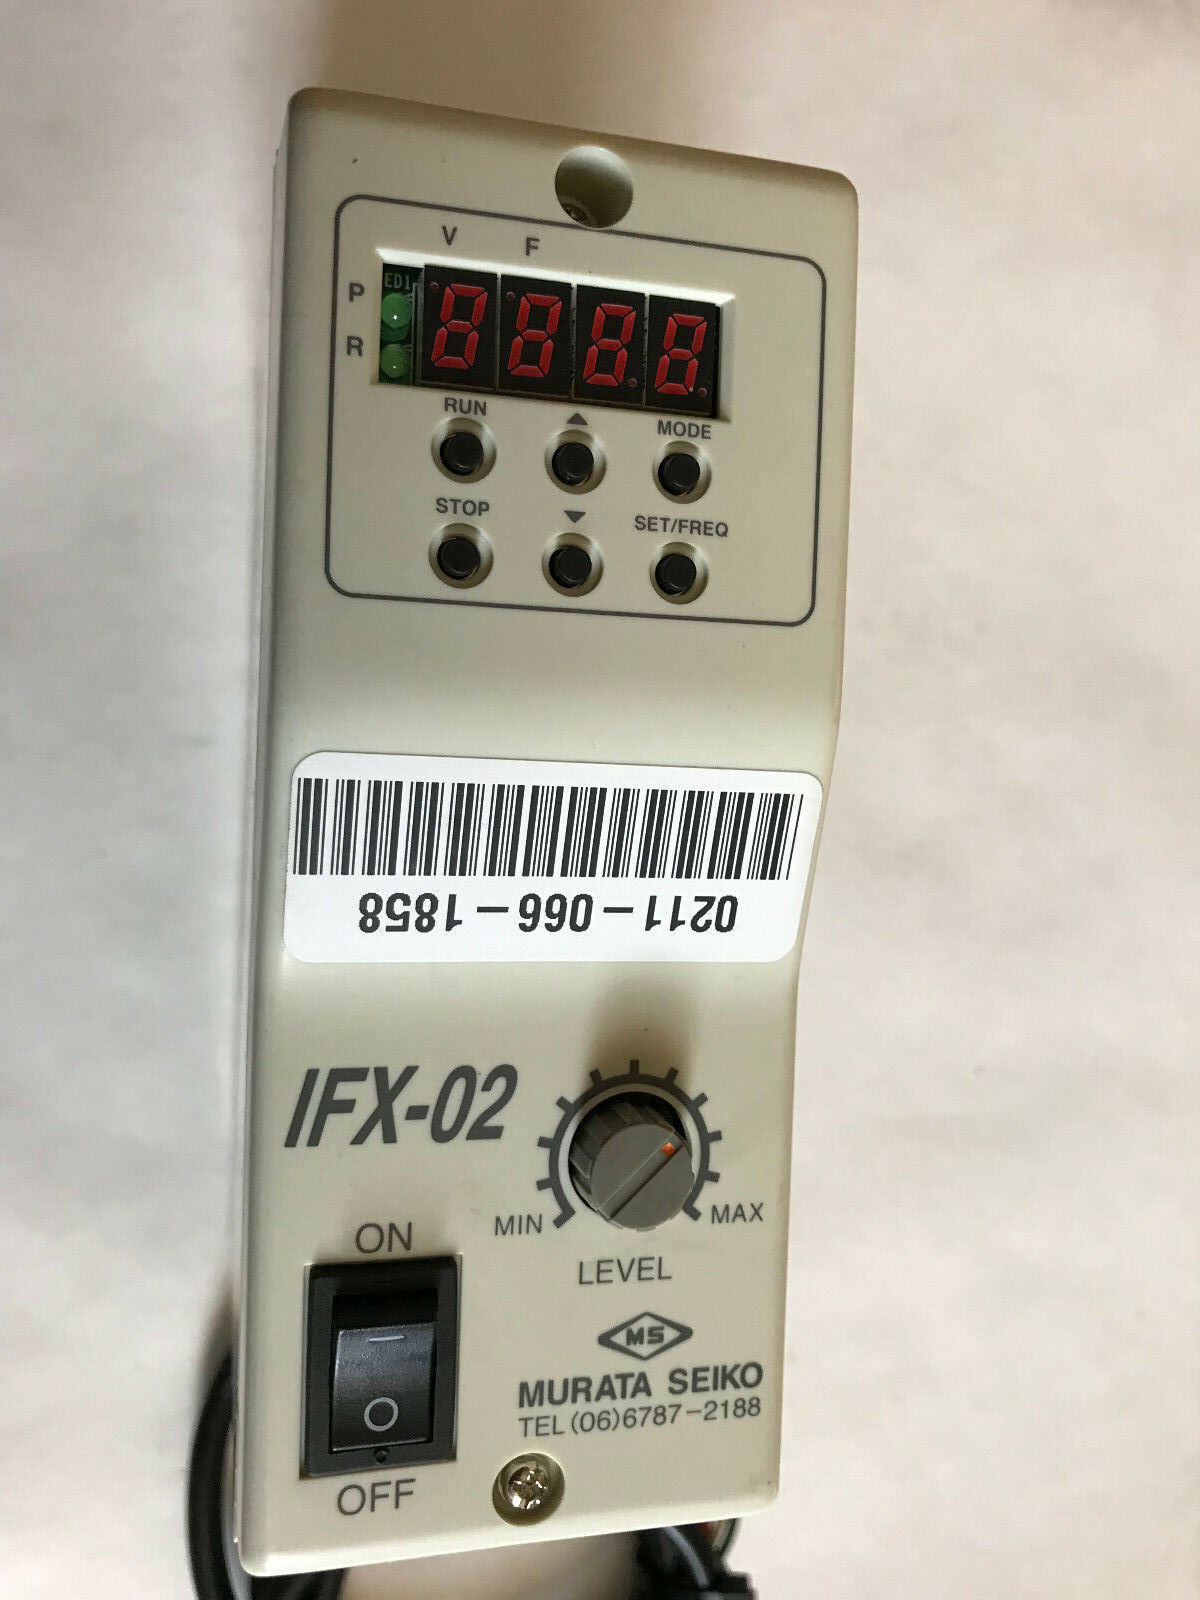 V F
ED1
P
8888
R
RUN ▲ MODE
STOP ▼ SET/FREQ
0211-066-1858
IFX-02
MIN MAX
LEVEL
ON
OFF
MS
MURATA SEIKO
TEL(06)6787-2188